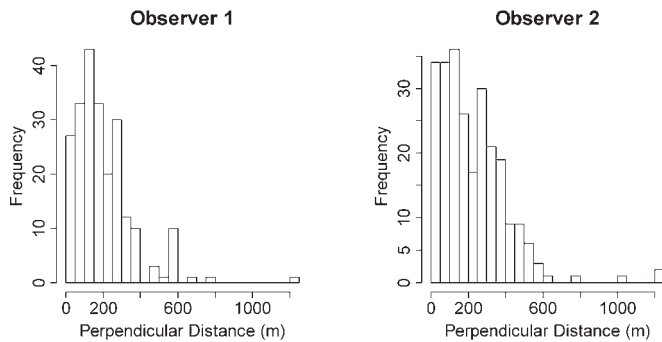 Observer 1
Frequency
0 10 20 30 40
0 200 600 1000
Perpendicular Distance (m)
Observer 2
Frequency
0 5 10 20 30
0 200 600 1000
Perpendicular Distance (m)